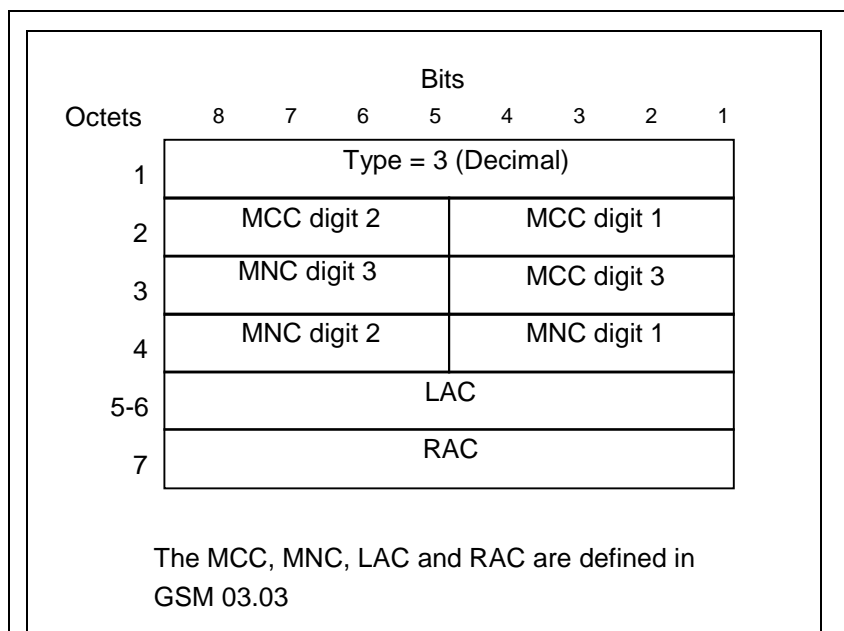 Bits
Octets 8 7 6 5 4 3 2 1
1 Type = 3 (Decimal)
2 MCC digit 2 MCC digit 1
3 MNC digit 3 MCC digit 3
4 MNC digit 2 MNC digit 1
5-6 LAC
7 RAC
The MCC, MNC, LAC and RAC are defined in
GSM 03.03